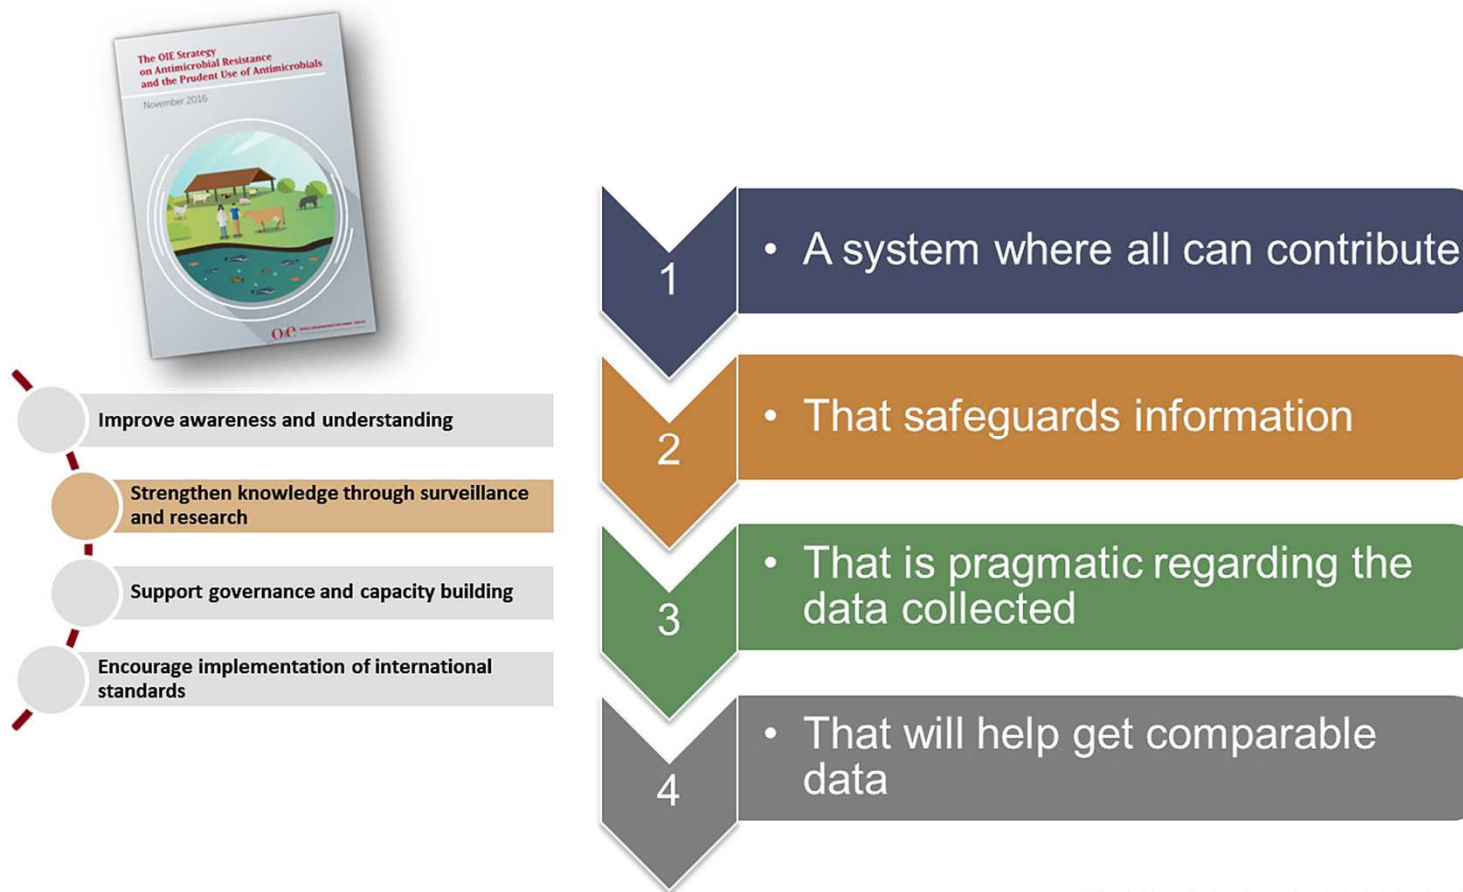 The OIE Strategy
on Antimicrobial Resistance
and the Prudent Use of Antimicrobials
November 2016
Oie
Improve awareness and understanding
Strengthen knowledge through surveillance
and research
Support governance and capacity building
Encourage implementation of international
standards
1
• A system where all can contribute
2
• That safeguards information
3
• That is pragmatic regarding the
data collected
4
• That will help get comparable
data